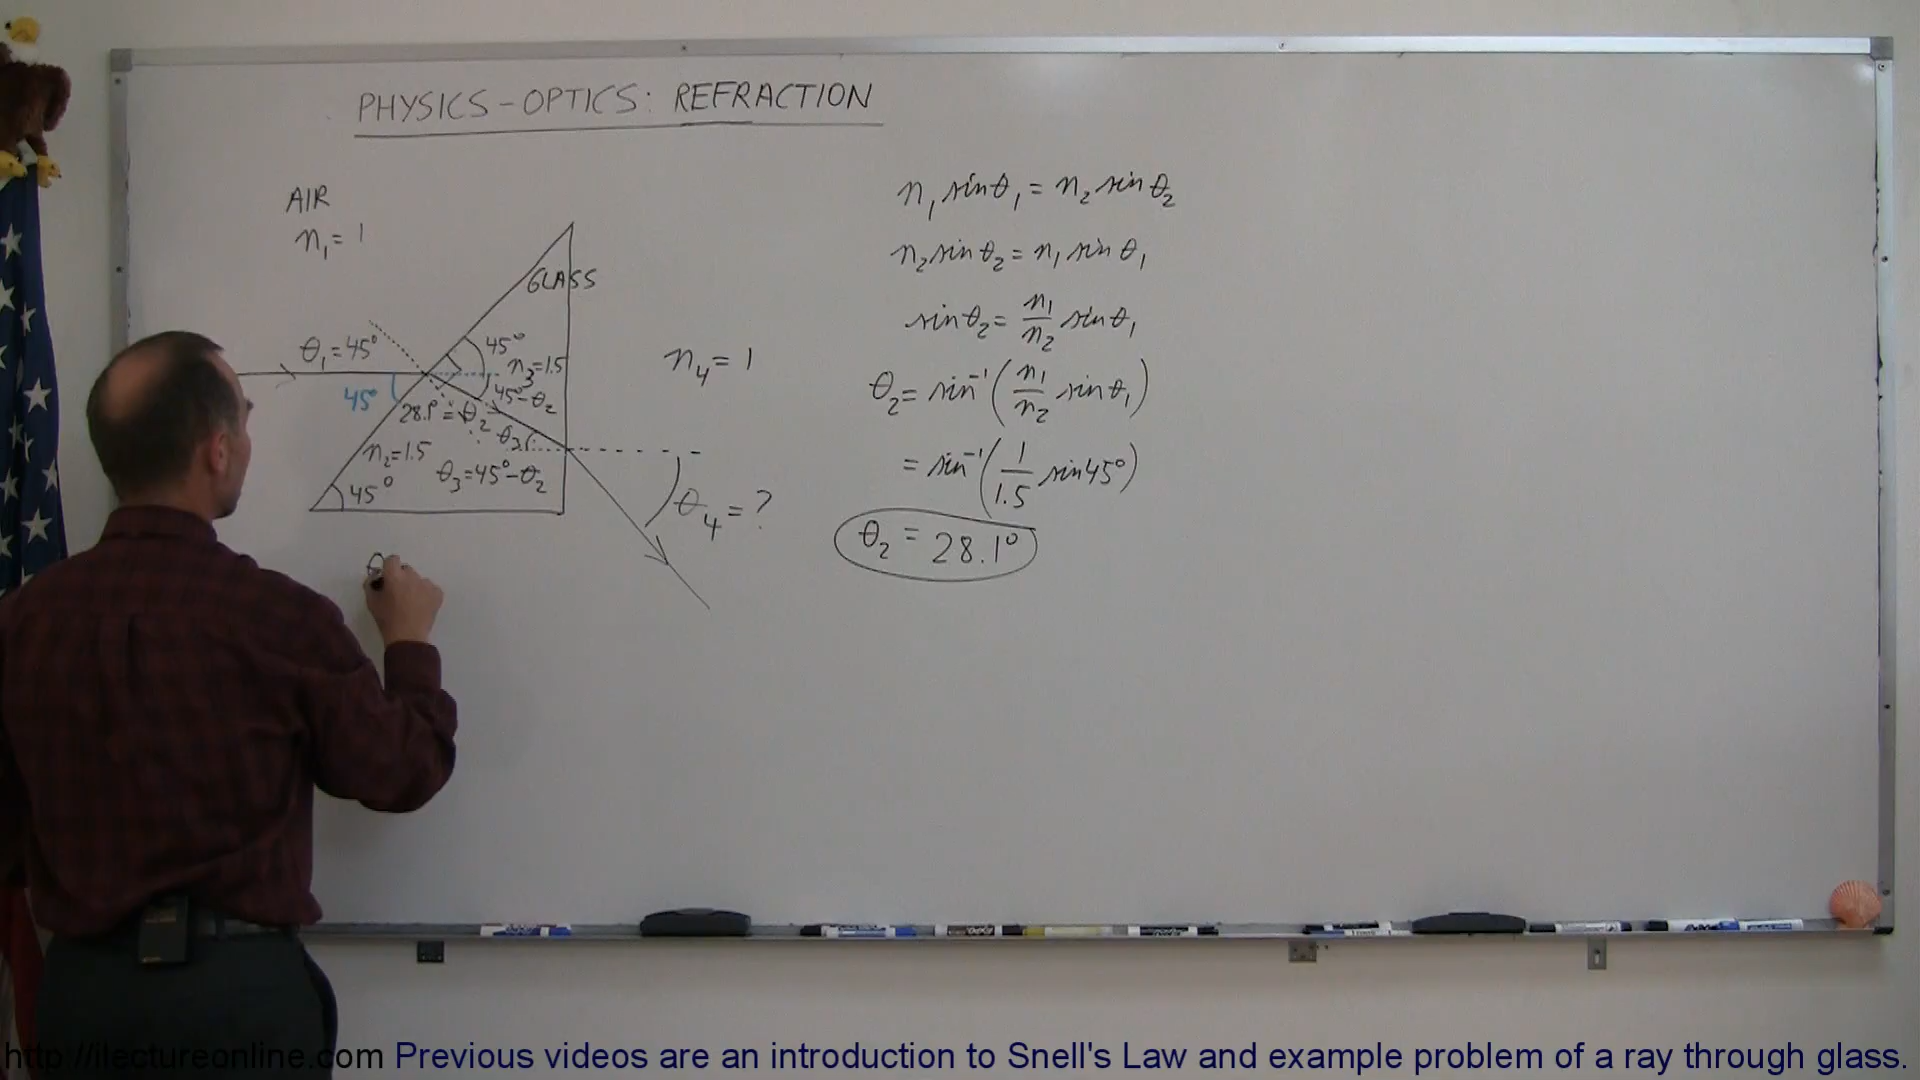 PHYSICS - OPTICS: REFRACTION
AIR
n₁ = 1
GLASS
θ₁ = 45°
45°
45°
n₃ = 1.5
45° - θ₂
28.1° = θ₂
θ₃
n₂ = 1.5
θ₃ = 45° - θ₂
45°
n₄ = 1
θ₄ = ?
θ
n₁ sin θ₁ = n₂ sin θ₂
n₂ sin θ₂ = n₁ sin θ₁
sin θ₂ = n₁/n₂ sin θ₁
θ₂ = sin⁻¹ (n₁/n₂ sin θ₁)
= sin⁻¹ (1/1.5 sin 45°)
θ₂ = 28.1°
http://ilectureonline.com Previous videos are an introduction to Snell's Law and example problem of a ray through glass.